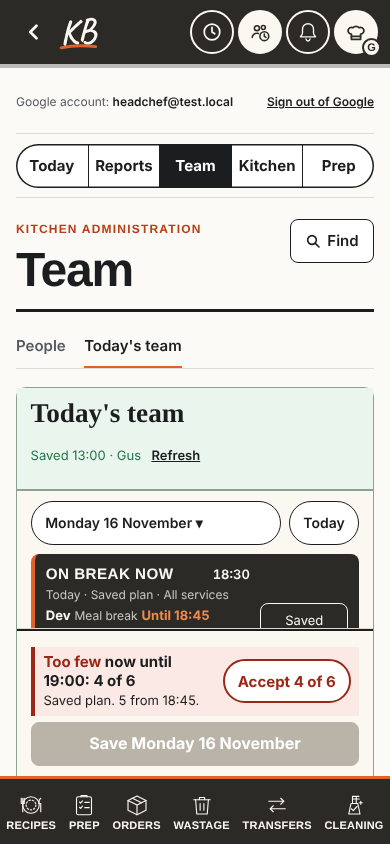 KB
G
Google account: headchef@test.local Sign out of Google
Today Reports Team Kitchen Prep
KITCHEN ADMINISTRATION
Team
Find
People Today's team
Today's team
Saved 13:00 · Gus Refresh
Monday 16 November ▾ Today
ON BREAK NOW 18:30
Today · Saved plan · All services
Dev Meal break Until 18:45
Saved
Too few now until
19:00: 4 of 6
Saved plan. 5 from 18:45.
Accept 4 of 6
Save Monday 16 November
RECIPES PREP ORDERS WASTAGE TRANSFERS CLEANING